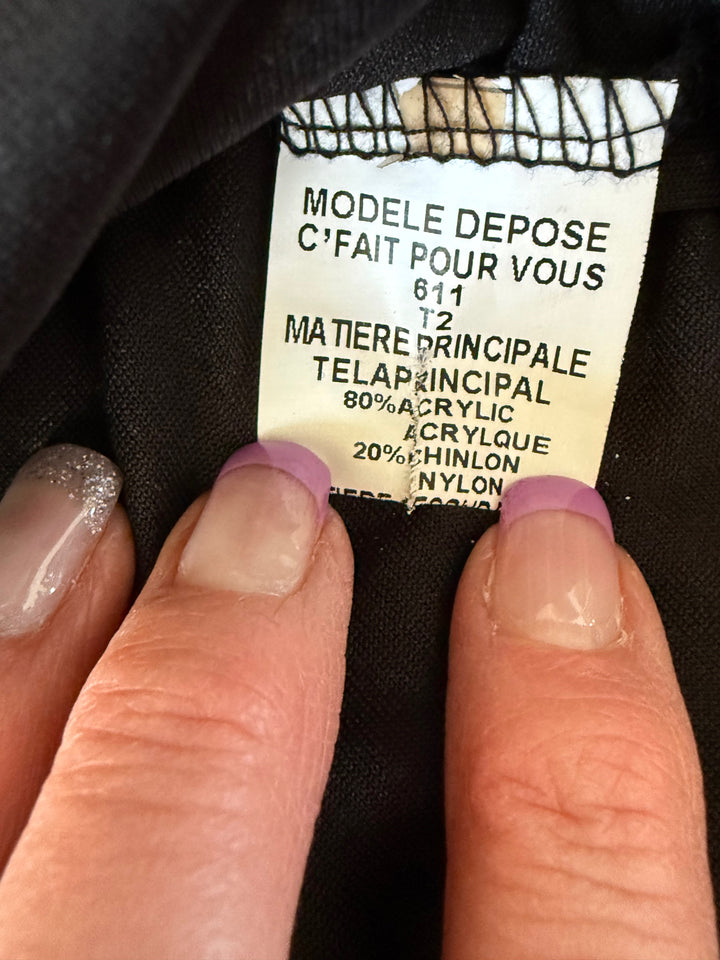 MODELE DEPOSE
C'FAIT POUR VOUS
611
T2
MATIERE PRINCIPALE
TELAPRINCIPAL
80%ACRYLIC
ACRYLQUE
20%CHINLON
NYLON